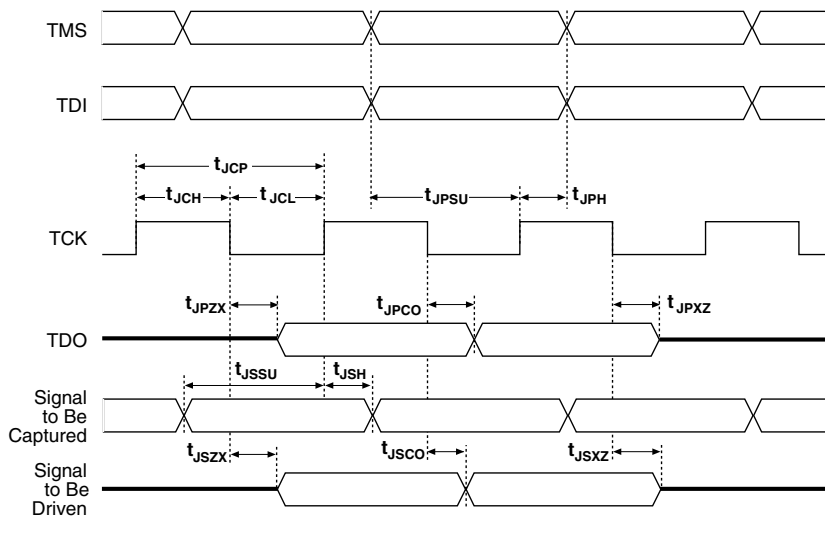 TMS
TDI
tJCP
tJCH
tJCL
tJPSU
tJPH
TCK
tJPZX
tJPCO
tJPXZ
TDO
tJSSU
tJSH
Signal
to Be
Captured
tJSZX
tJSCO
tJSXZ
Signal
to Be
Driven